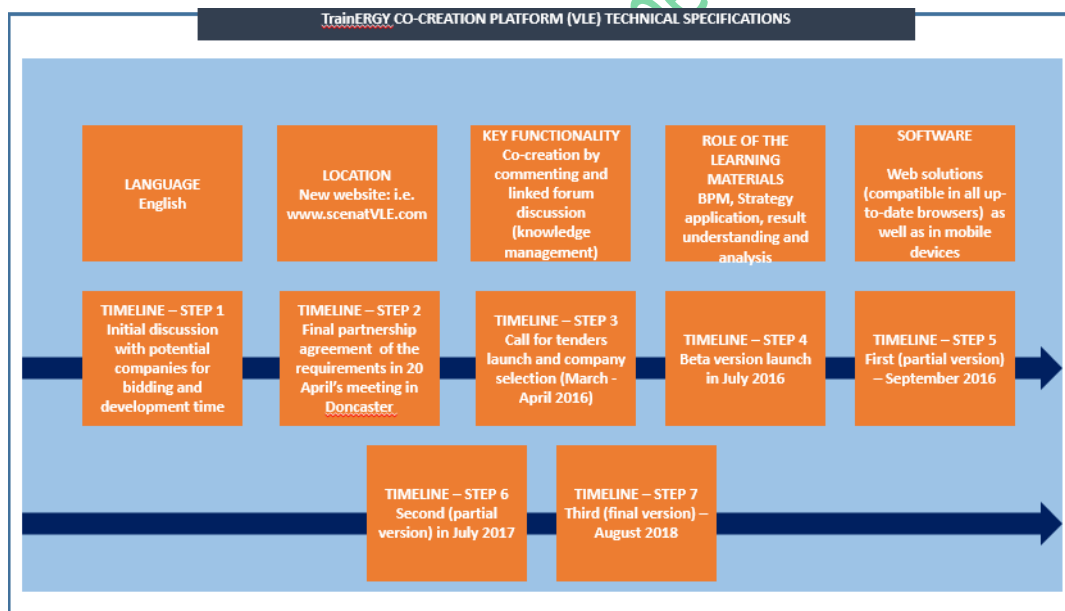 TrainERGY CO-CREATION PLATFORM (VLE) TECHNICAL SPECIFICATIONS
LANGUAGE
English
LOCATION
New website: i.e.
www.scenatVLE.com
KEY FUNCTIONALITY
Co-creation by
commenting and
linked forum
discussion
(knowledge
management)
ROLE OF THE
LEARNING
MATERIALS
BPM, Strategy
application, result
understanding and
analysis
SOFTWARE
Web solutions
(compatible in all up-
to-date browsers) as
well as in mobile
devices
TIMELINE – STEP 1
Initial discussion
with potential
companies for
bidding and
development time
TIMELINE – STEP 2
Final partnership
agreement of the
requirements in 20
April's meeting in
Doncaster
TIMELINE – STEP 3
Call for tenders
launch and company
selection (March -
April 2016)
TIMELINE – STEP 4
Beta version launch
in July 2016
TIMELINE – STEP 5
First (partial version)
– September 2016
TIMELINE – STEP 6
Second (partial
version) in July 2017
TIMELINE – STEP 7
Third (final version) –
August 2018